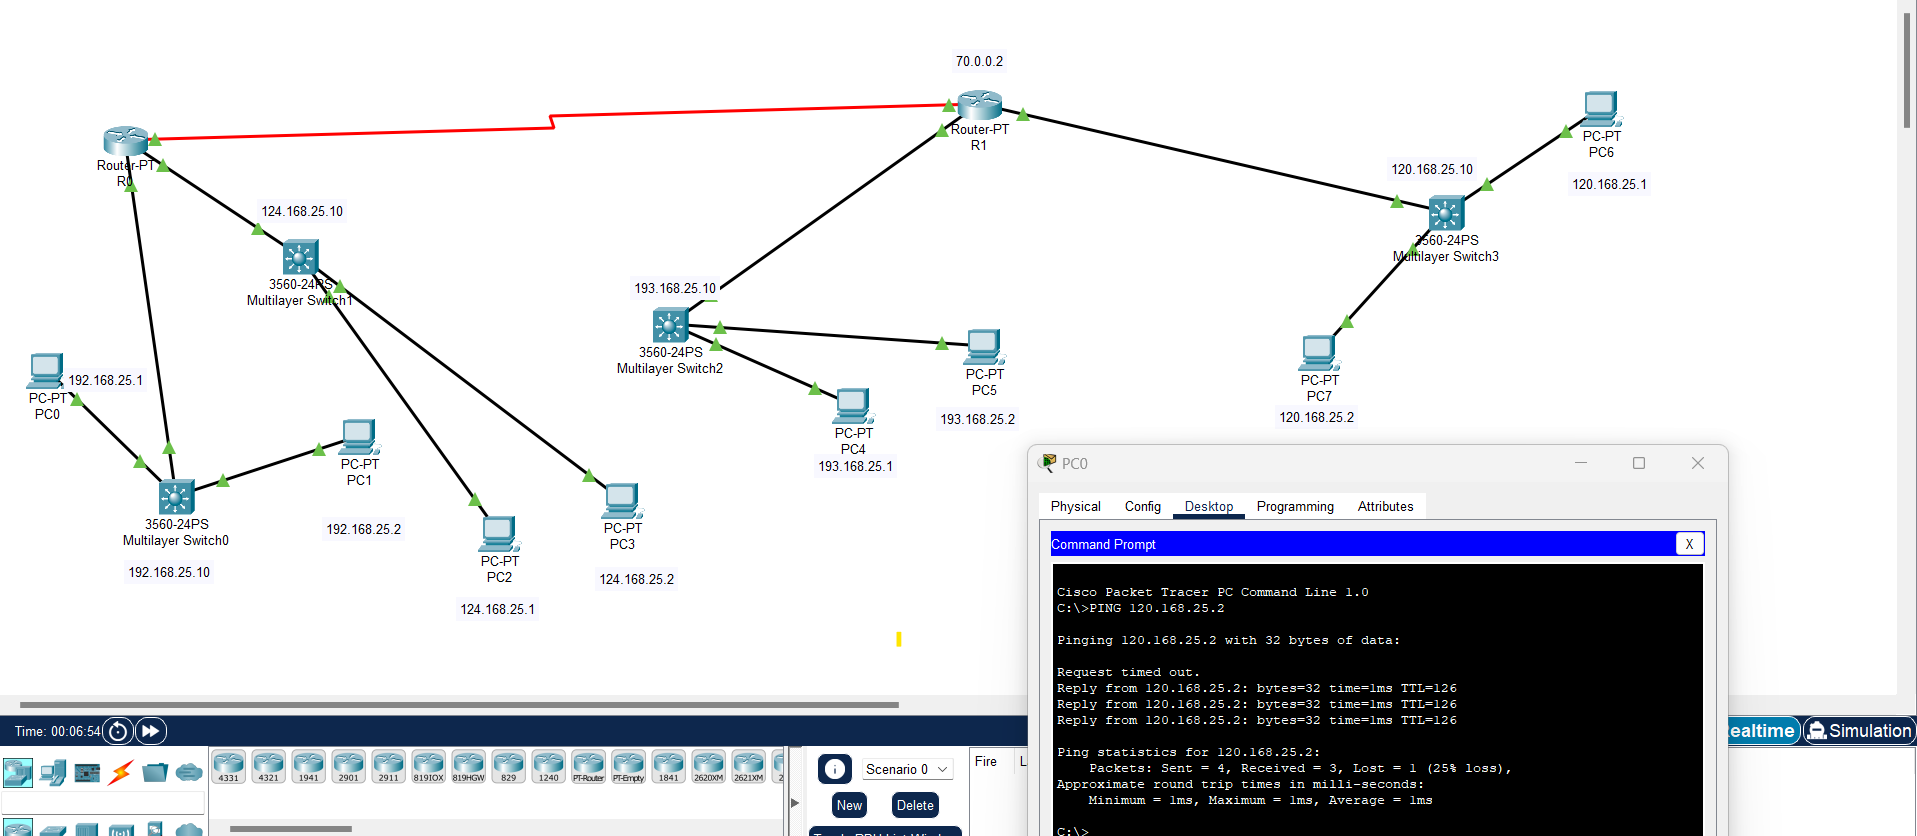 70.0.0.2
Router-PT
R1
PC-PT
PC6
120.168.25.10
120.168.25.1
Router-PT
R0
124.168.25.10
3560-24PS
Multilayer Switch3
3560-24PS
Multilayer Switch1
193.168.25.10
3560-24PS
Multilayer Switch2
PC-PT
PC5
193.168.25.2
PC-PT
PC7
120.168.25.2
192.168.25.1
PC-PT
PC0
PC-PT
PC4
193.168.25.1
PC-PT
PC1
192.168.25.2
3560-24PS
Multilayer Switch0
192.168.25.10
PC-PT
PC3
124.168.25.2
PC-PT
PC2
124.168.25.1
PC0
Physical Config Desktop Programming Attributes
Command Prompt X
Cisco Packet Tracer PC Command Line 1.0
C:\>PING 120.168.25.2
Pinging 120.168.25.2 with 32 bytes of data:
Request timed out.
Reply from 120.168.25.2: bytes=32 time=1ms TTL=126
Reply from 120.168.25.2: bytes=32 time=1ms TTL=126
Reply from 120.168.25.2: bytes=32 time=1ms TTL=126
Ping statistics for 120.168.25.2:
Packets: Sent = 4, Received = 3, Lost = 1 (25% loss),
Approximate round trip times in milli-seconds:
Minimum = 1ms, Maximum = 1ms, Average = 1ms
C:\>
Time: 00:06:54
ealtime Simulation
4331 4321 1941 2901 2911 819IOX 819HGW 829 1240 PT-Router PT-Empty 1841 2620XM 2621XM 2
Scenario 0
Fire L
New Delete